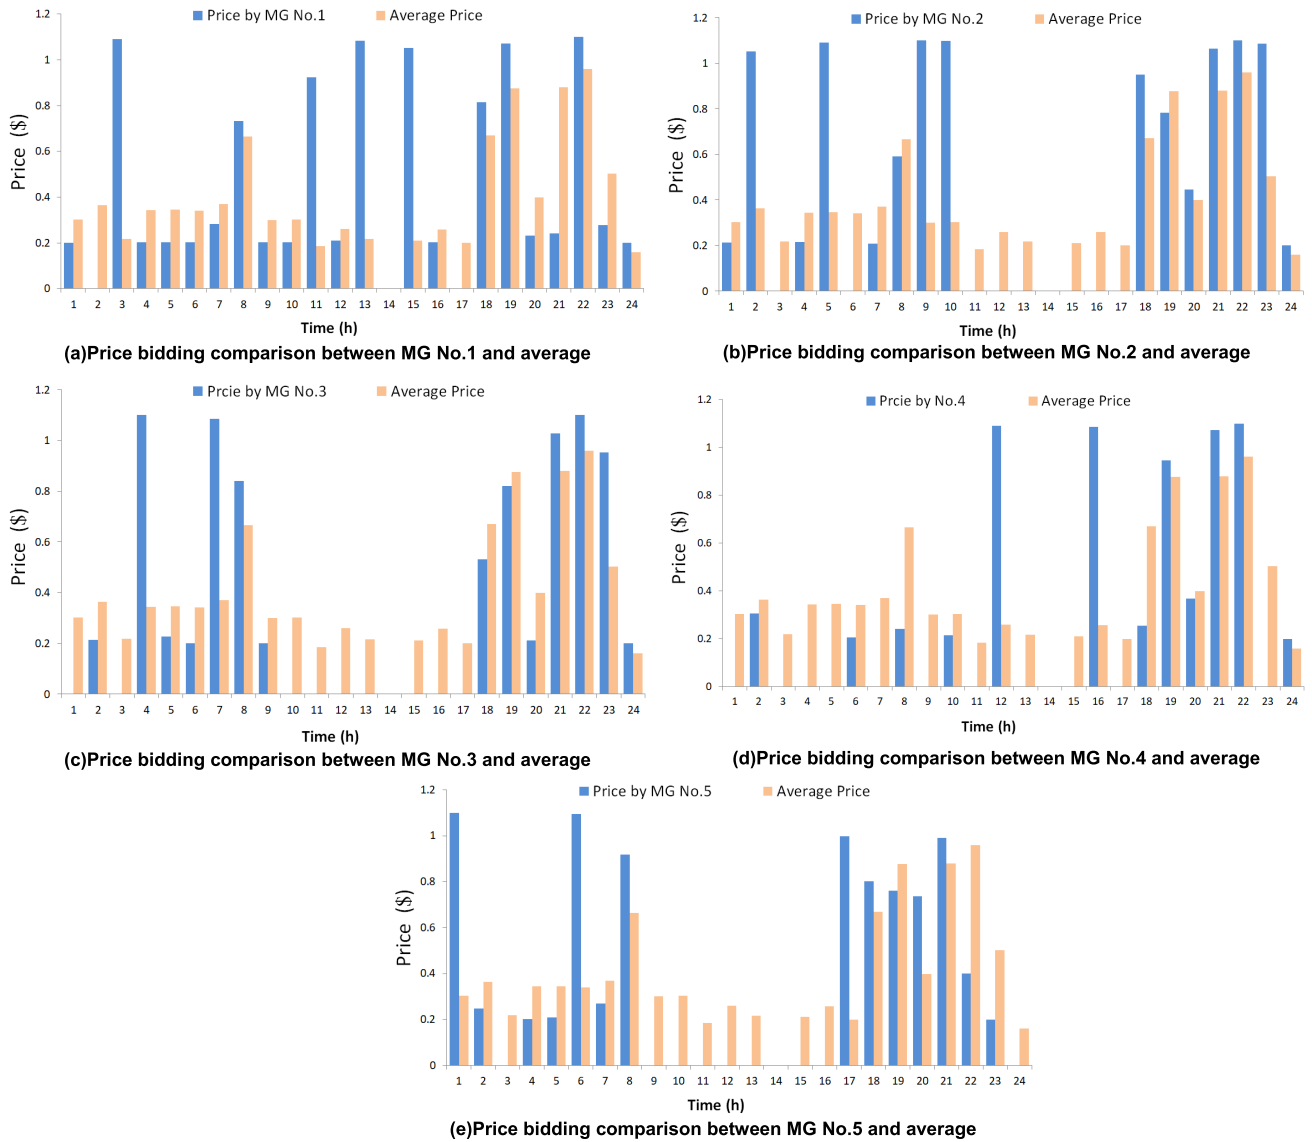 Price by MG No.1 Average Price
1.2
1
0.8
0.6
0.4
0.2
0
Price ($)
1 2 3 4 5 6 7 8 9 10 11 12 13 14 15 16 17 18 19 20 21 22 23 24
Time (h)
(a)Price bidding comparison between MG No.1 and average
Price by MG No.2 Average Price
1.2
1
0.8
0.6
0.4
0.2
0
Price ($)
1 2 3 4 5 6 7 8 9 10 11 12 13 14 15 16 17 18 19 20 21 22 23 24
Time (h)
(b)Price bidding comparison between MG No.2 and average
Prcie by MG No.3 Average Price
1.2
1
0.8
0.6
0.4
0.2
0
Price ($)
1 2 3 4 5 6 7 8 9 10 11 12 13 14 15 16 17 18 19 20 21 22 23 24
Time (h)
(c)Price bidding comparison between MG No.3 and average
Prcie by No.4 Average Price
1.2
1
0.8
0.6
0.4
0.2
0
Price ($)
1 2 3 4 5 6 7 8 9 10 11 12 13 14 15 16 17 18 19 20 21 22 23 24
Time (h)
(d)Price bidding comparison between MG No.4 and average
Price by MG No.5 Average Price
1.2
1
0.8
0.6
0.4
0.2
0
Price ($)
1 2 3 4 5 6 7 8 9 10 11 12 13 14 15 16 17 18 19 20 21 22 23 24
Time (h)
(e)Price bidding comparison between MG No.5 and average